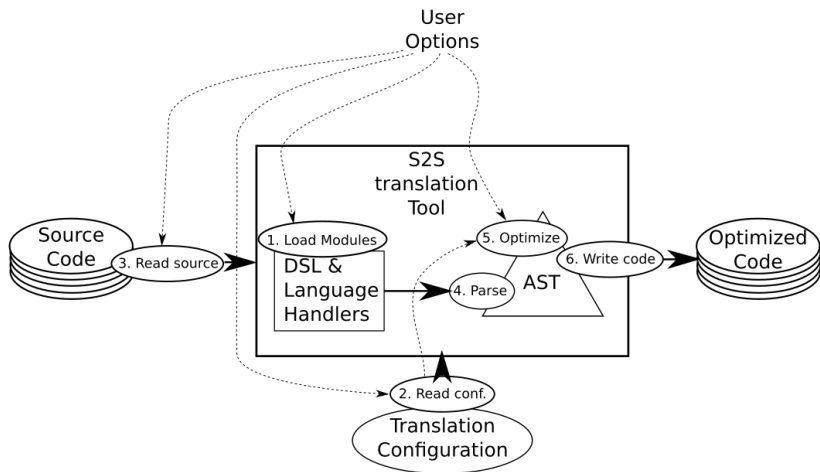 User
Options
S2S
translation
Tool
Source
Code
3. Read source
1. Load Modules
DSL &
Language
Handlers
4. Parse
5. Optimize
AST
6. Write code
Optimized
Code
2. Read conf.
Translation
Configuration